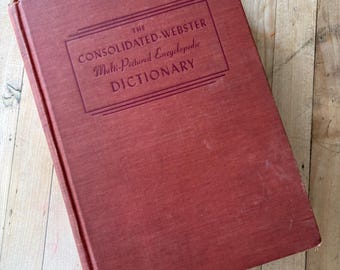 THE
CONSOLIDATED-WEBSTER
Multi-Pictured Encyclopedic
DICTIONARY